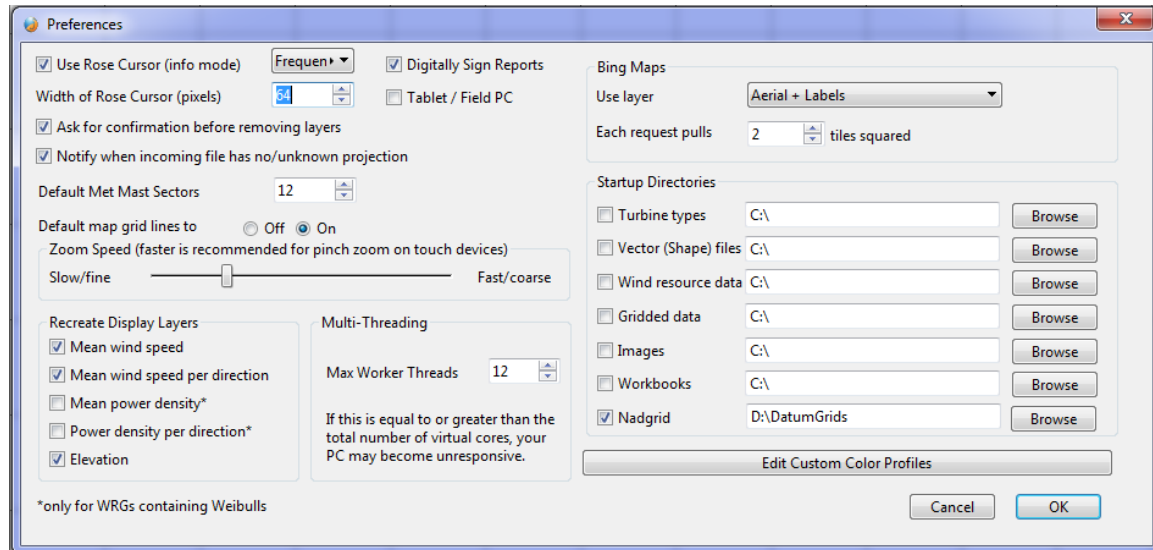 Preferences
Use Rose Cursor (info mode)
Frequen
Digitally Sign Reports
Width of Rose Cursor (pixels)
64
Tablet / Field PC
Ask for confirmation before removing layers
Notify when incoming file has no/unknown projection
Default Met Mast Sectors
12
Default map grid lines to
Off
On
Zoom Speed (faster is recommended for pinch zoom on touch devices)
Slow/fine
Fast/coarse
Recreate Display Layers
Mean wind speed
Mean wind speed per direction
Mean power density*
Power density per direction*
Elevation
*only for WRGs containing Weibulls
Multi-Threading
Max Worker Threads
12
If this is equal to or greater than the
total number of virtual cores, your
PC may become unresponsive.
Bing Maps
Use layer
Aerial + Labels
Each request pulls
2
tiles squared
Startup Directories
Turbine types
C:\
Browse
Vector (Shape) files
C:\
Browse
Wind resource data
C:\
Browse
Gridded data
C:\
Browse
Images
C:\
Browse
Workbooks
C:\
Browse
Nadgrid
D:\DatumGrids
Browse
Edit Custom Color Profiles
Cancel
OK